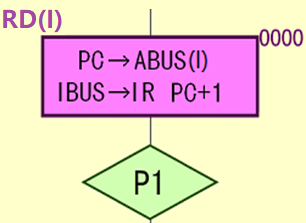 RD(I)
0000
PC→ABUS(I)
IBUS→IR PC+1
P1